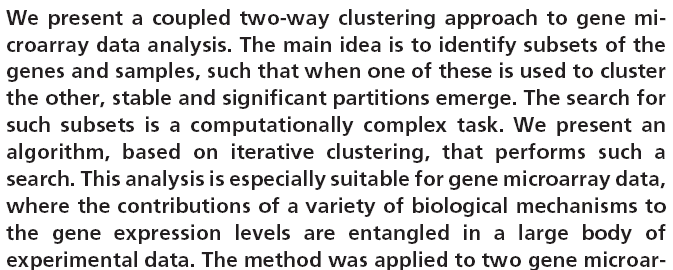 We present a coupled two-way clustering approach to gene mi-
croarray data analysis. The main idea is to identify subsets of the
genes and samples, such that when one of these is used to cluster
the other, stable and significant partitions emerge. The search for
such subsets is a computationally complex task. We present an
algorithm, based on iterative clustering, that performs such a
search. This analysis is especially suitable for gene microarray data,
where the contributions of a variety of biological mechanisms to
the gene expression levels are entangled in a large body of
experimental data. The method was applied to two gene microar-